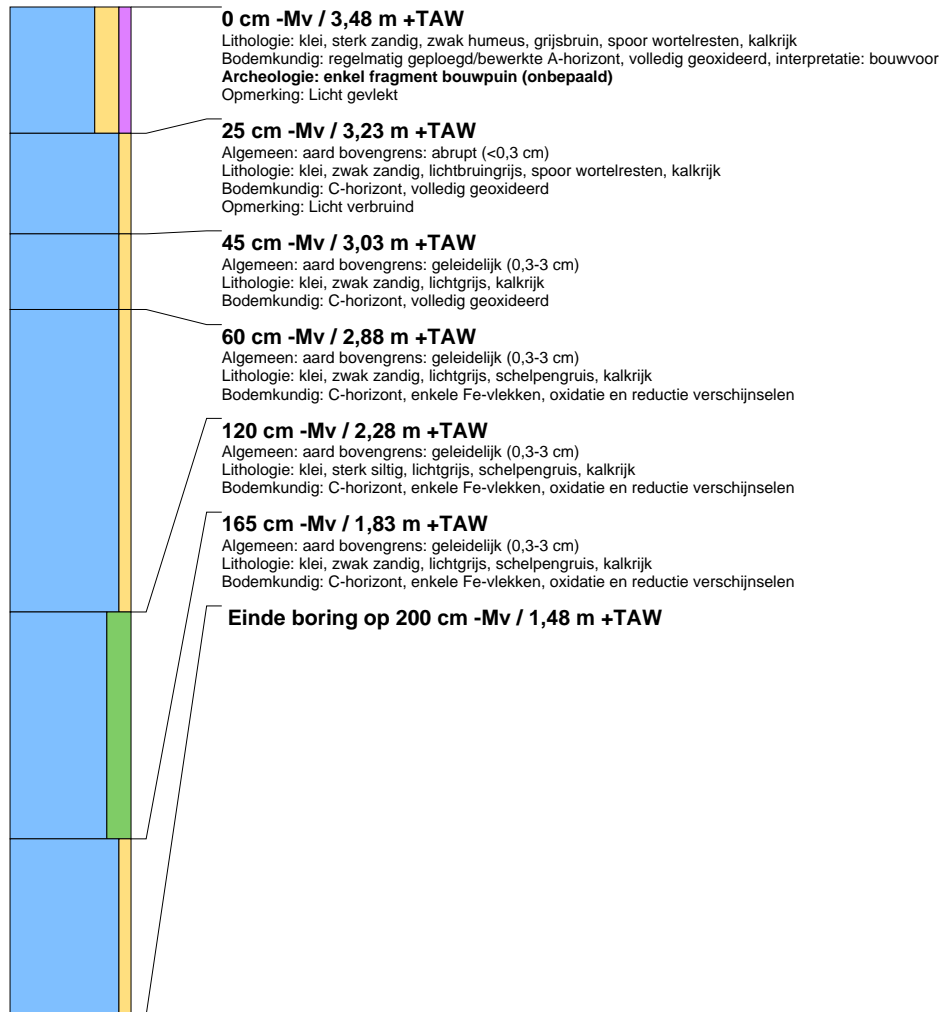 0 cm -Mv / 3,48 m +TAW
Lithologie: klei, sterk zandig, zwak humeus, grijsbruin, spoor wortelresten, kalkrijk
Bodemkundig: regelmatig geploegd/bewerkte A-horizont, volledig geoxideerd, interpretatie: bouwvoor
Archeologie: enkel fragment bouwpuin (onbepaald)
Opmerking: Licht gevlekt
25 cm -Mv / 3,23 m +TAW
Algemeen: aard bovengrens: abrupt (<0,3 cm)
Lithologie: klei, zwak zandig, lichtbruingrijs, spoor wortelresten, kalkrijk
Bodemkundig: C-horizont, volledig geoxideerd
Opmerking: Licht verbruind
45 cm -Mv / 3,03 m +TAW
Algemeen: aard bovengrens: geleidelijk (0,3-3 cm)
Lithologie: klei, zwak zandig, lichtgrijs, kalkrijk
Bodemkundig: C-horizont, volledig geoxideerd
60 cm -Mv / 2,88 m +TAW
Algemeen: aard bovengrens: geleidelijk (0,3-3 cm)
Lithologie: klei, zwak zandig, lichtgrijs, schelpengruis, kalkrijk
Bodemkundig: C-horizont, enkele Fe-vlekken, oxidatie en reductie verschijnselen
120 cm -Mv / 2,28 m +TAW
Algemeen: aard bovengrens: geleidelijk (0,3-3 cm)
Lithologie: klei, sterk siltig, lichtgrijs, schelpengruis, kalkrijk
Bodemkundig: C-horizont, enkele Fe-vlekken, oxidatie en reductie verschijnselen
165 cm -Mv / 1,83 m +TAW
Algemeen: aard bovengrens: geleidelijk (0,3-3 cm)
Lithologie: klei, zwak zandig, lichtgrijs, schelpengruis, kalkrijk
Bodemkundig: C-horizont, enkele Fe-vlekken, oxidatie en reductie verschijnselen
Einde boring op 200 cm -Mv / 1,48 m +TAW